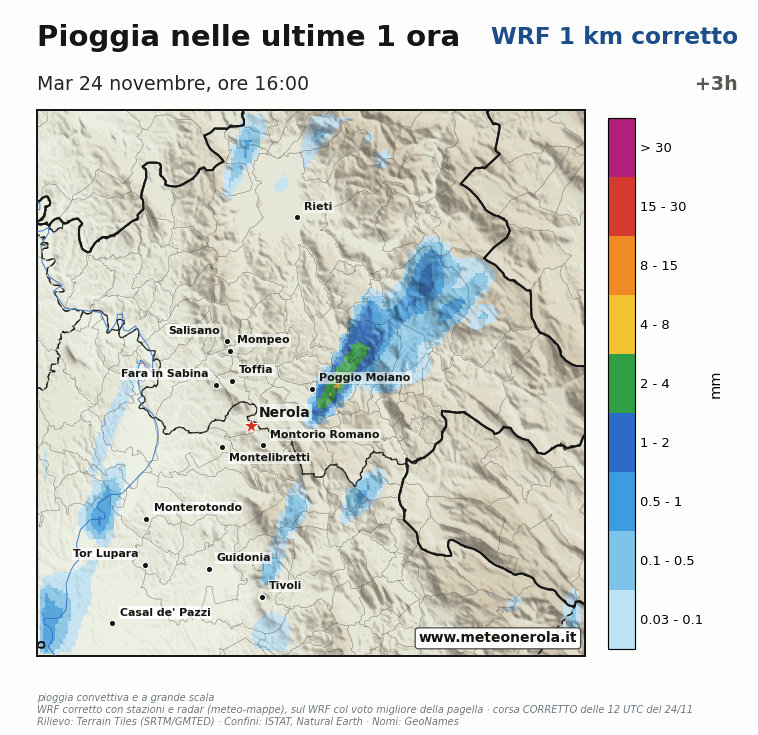 Pioggia nelle ultime 1 ora
WRF 1 km corretto
Mar 24 novembre, ore 16:00
+3h
Rieti
Salisano
Mompeo
Fara in Sabina
Toffia
Poggio Moiano
Nerola
Montorio Romano
Montelibretti
Monterotondo
Tor Lupara
Guidonia
Tivoli
Casal de' Pazzi
www.meteonerola.it
> 30
15 - 30
8 - 15
4 - 8
2 - 4
1 - 2
0.5 - 1
0.1 - 0.5
0.03 - 0.1
mm
pioggia convettiva e a grande scala
WRF corretto con stazioni e radar (meteo-mappe), sul WRF col voto migliore della pagella · corsa CORRETTO delle 12 UTC del 24/11
Rilievo: Terrain Tiles (SRTM/GMTED) · Confini: ISTAT, Natural Earth · Nomi: GeoNames